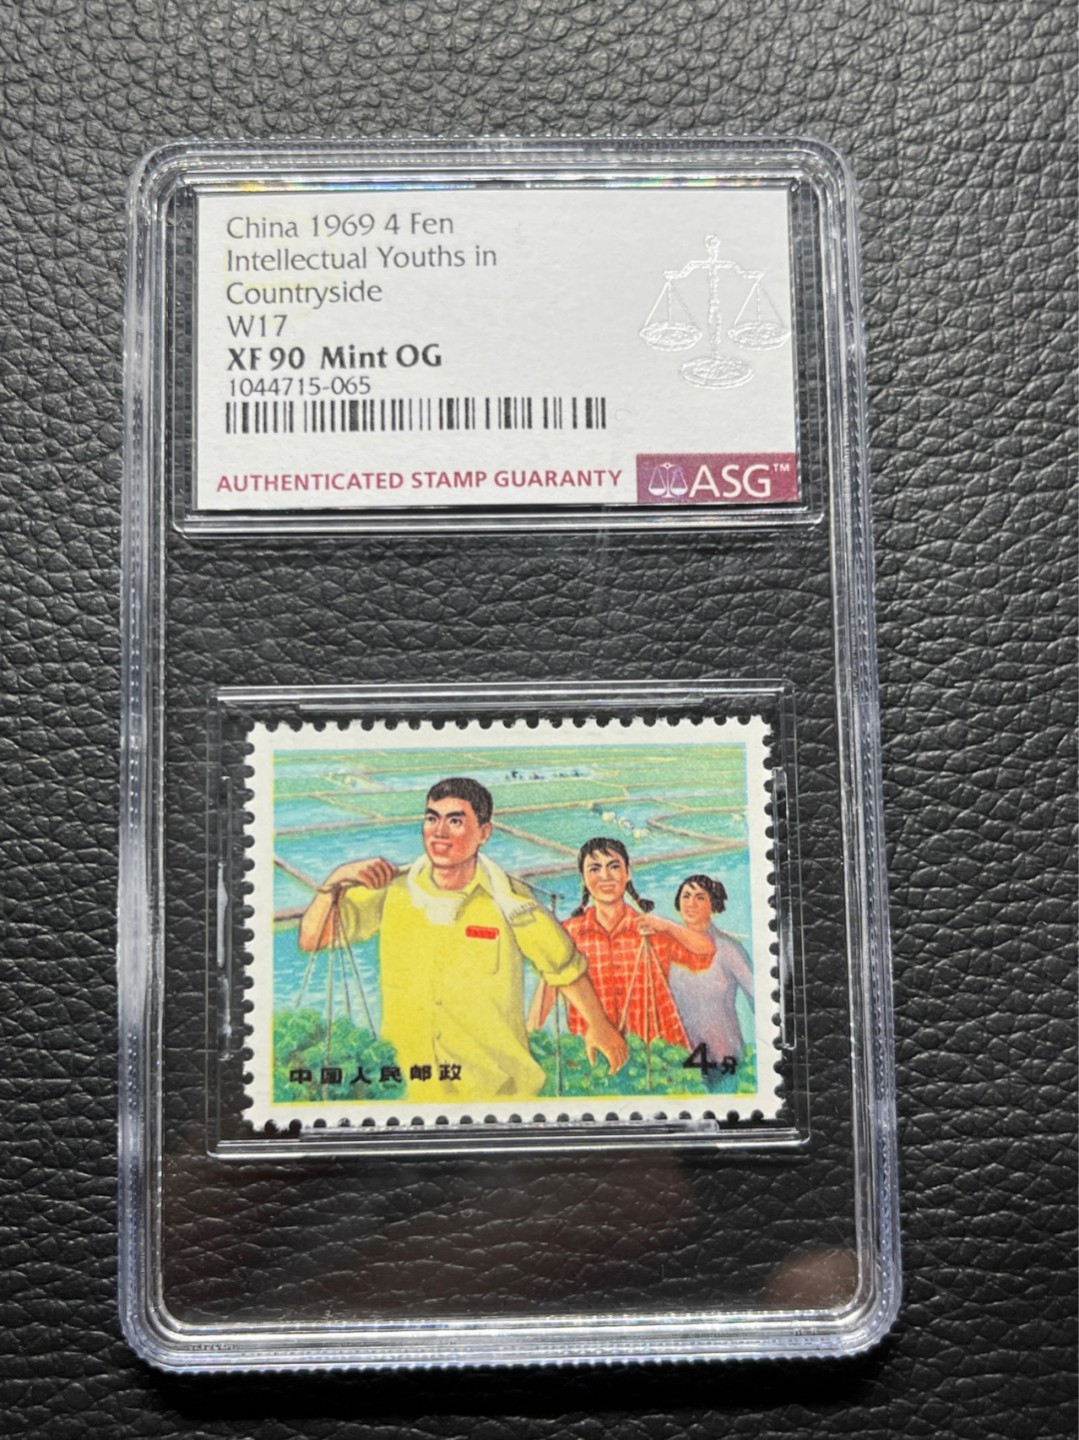 China 1969 4 Fen
Intellectual Youths in
Countryside
W17
XF 90 Mint OG
1044715-065
AUTHENTICATED STAMP GUARANTY
ASG™
中国人民邮政
4分